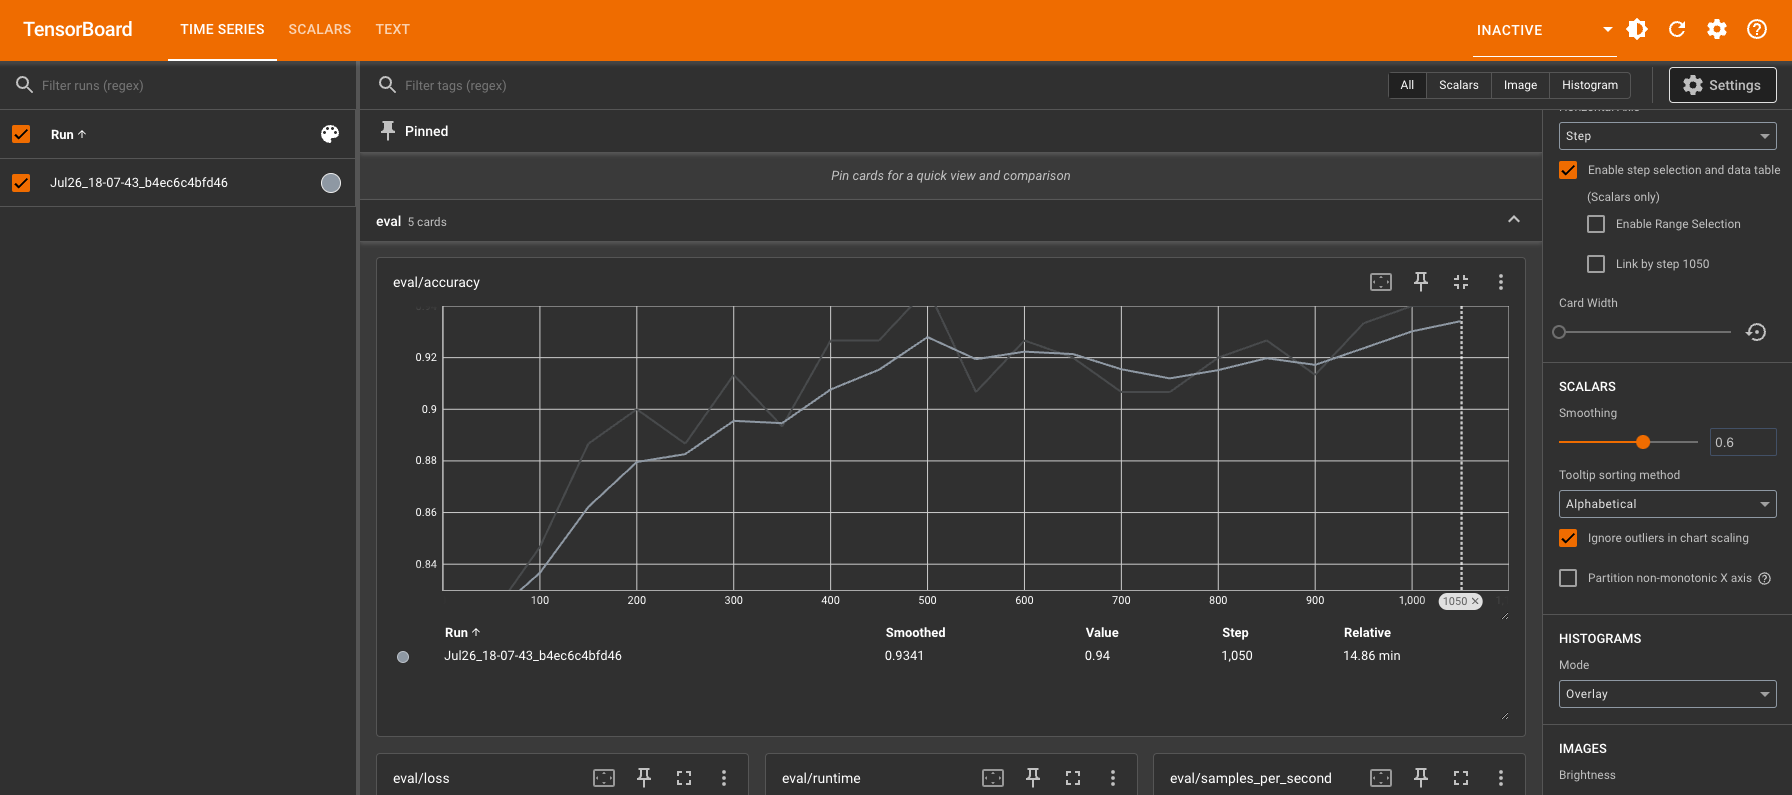 TensorBoard
TIME SERIES
SCALARS
TEXT
INACTIVE
Filter runs (regex)
Filter tags (regex)
All
Scalars
Image
Histogram
Settings
Run
Jul26_18-07-43_b4ec6c4bfd46
Pinned
Pin cards for a quick view and comparison
eval 5 cards
eval/accuracy
0.92
0.9
0.88
0.86
0.84
100 200 300 400 500 600 700 800 900 1,000 1050
Run Smoothed Value Step Relative
Jul26_18-07-43_b4ec6c4bfd46 0.9341 0.94 1,050 14.86 min
eval/loss
eval/runtime
eval/samples_per_second
Step
Enable step selection and data table
(Scalars only)
Enable Range Selection
Link by step 1050
Card Width
SCALARS
Smoothing
0.6
Tooltip sorting method
Alphabetical
Ignore outliers in chart scaling
Partition non-monotonic X axis
HISTOGRAMS
Mode
Overlay
IMAGES
Brightness